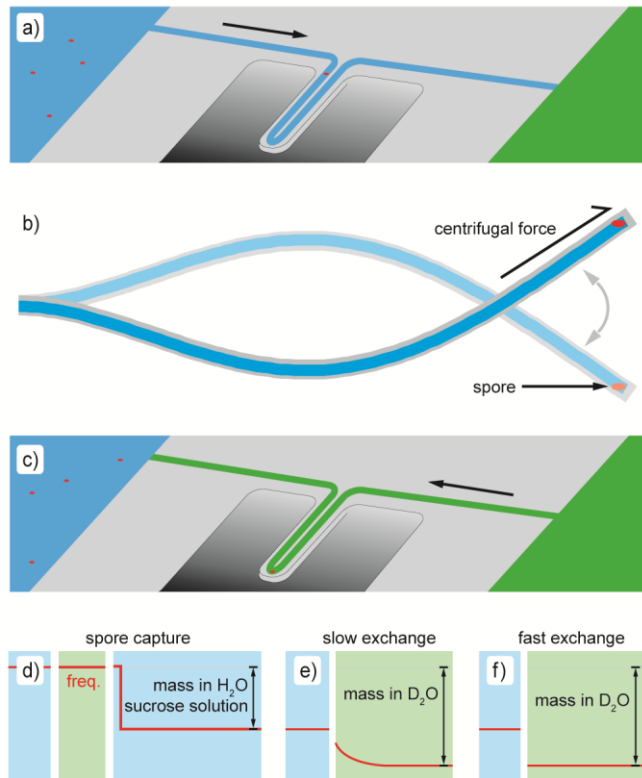 a)
b)
centrifugal force
spore
c)
spore capture
slow exchange
fast exchange
d)
freq.
mass in H₂O
sucrose solution
e)
mass in D₂O
f)
mass in D₂O